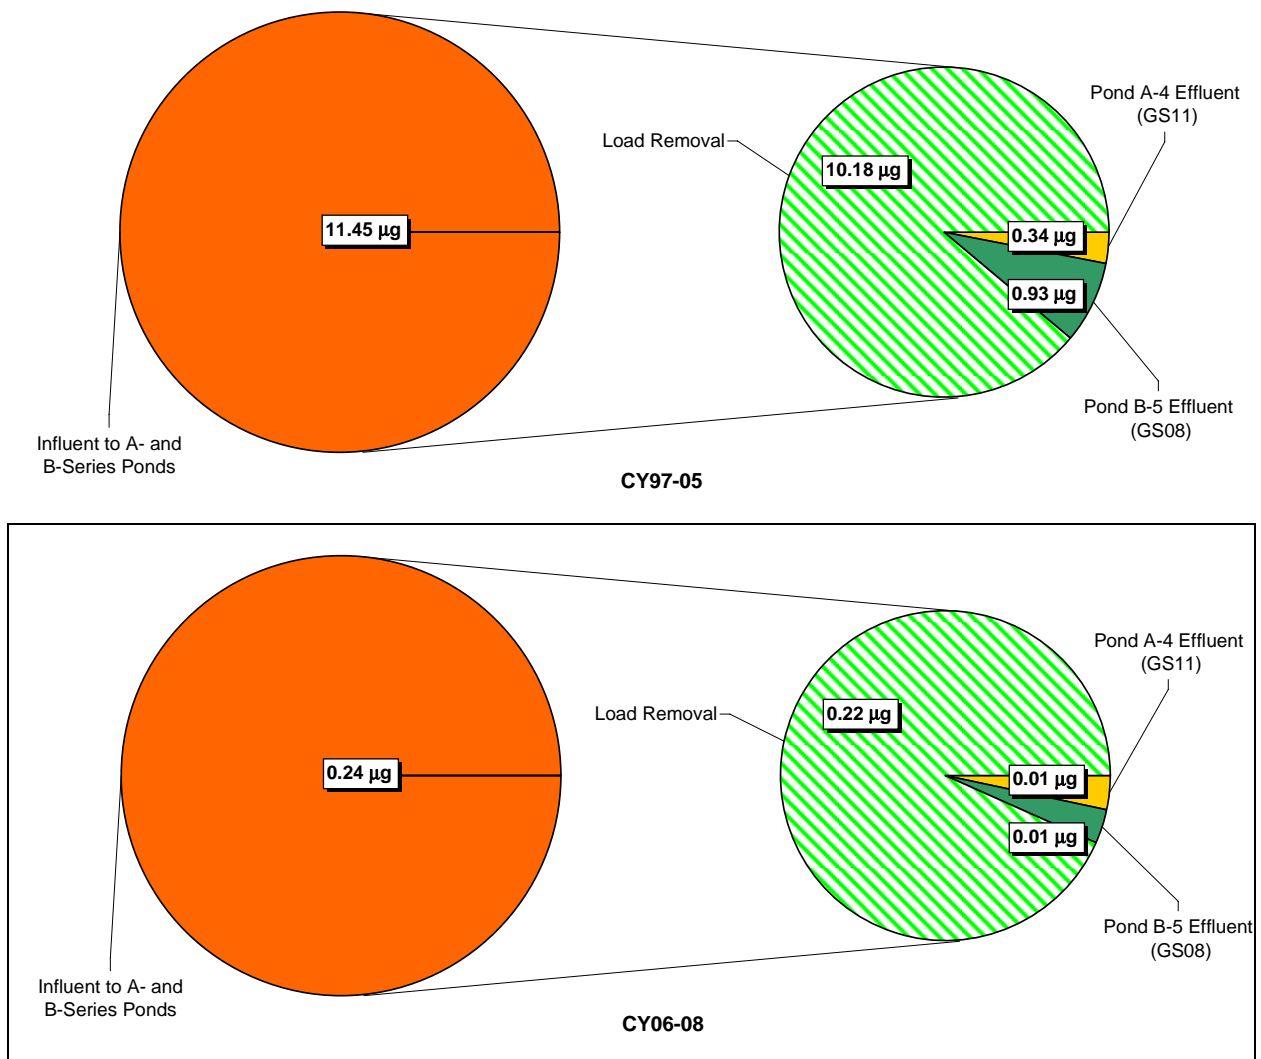 Pond A-4 Effluent
(GS11)
Load Removal
10.18 µg
11.45 µg
0.34 µg
0.93 µg
Pond B-5 Effluent
(GS08)
Influent to A- and
B-Series Ponds
CY97-05
Pond A-4 Effluent
(GS11)
Load Removal
0.22 µg
0.24 µg
0.01 µg
0.01 µg
Pond B-5 Effluent
(GS08)
Influent to A- and
B-Series Ponds
CY06-08